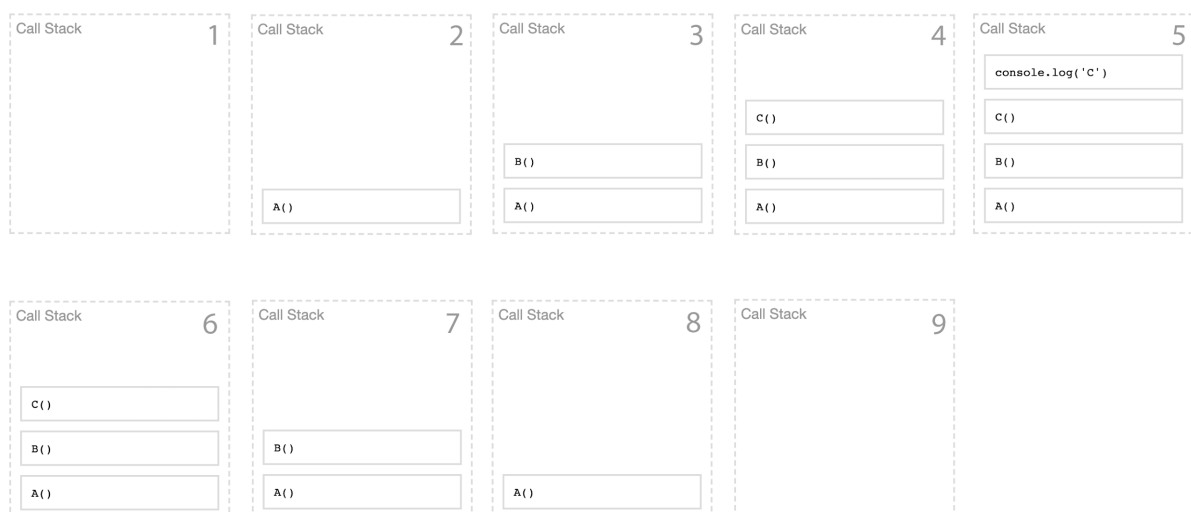 Call Stack 1
Call Stack 2
A()
Call Stack 3
B()
A()
Call Stack 4
C()
B()
A()
Call Stack 5
console.log('C')
C()
B()
A()
Call Stack 6
C()
B()
A()
Call Stack 7
B()
A()
Call Stack 8
A()
Call Stack 9